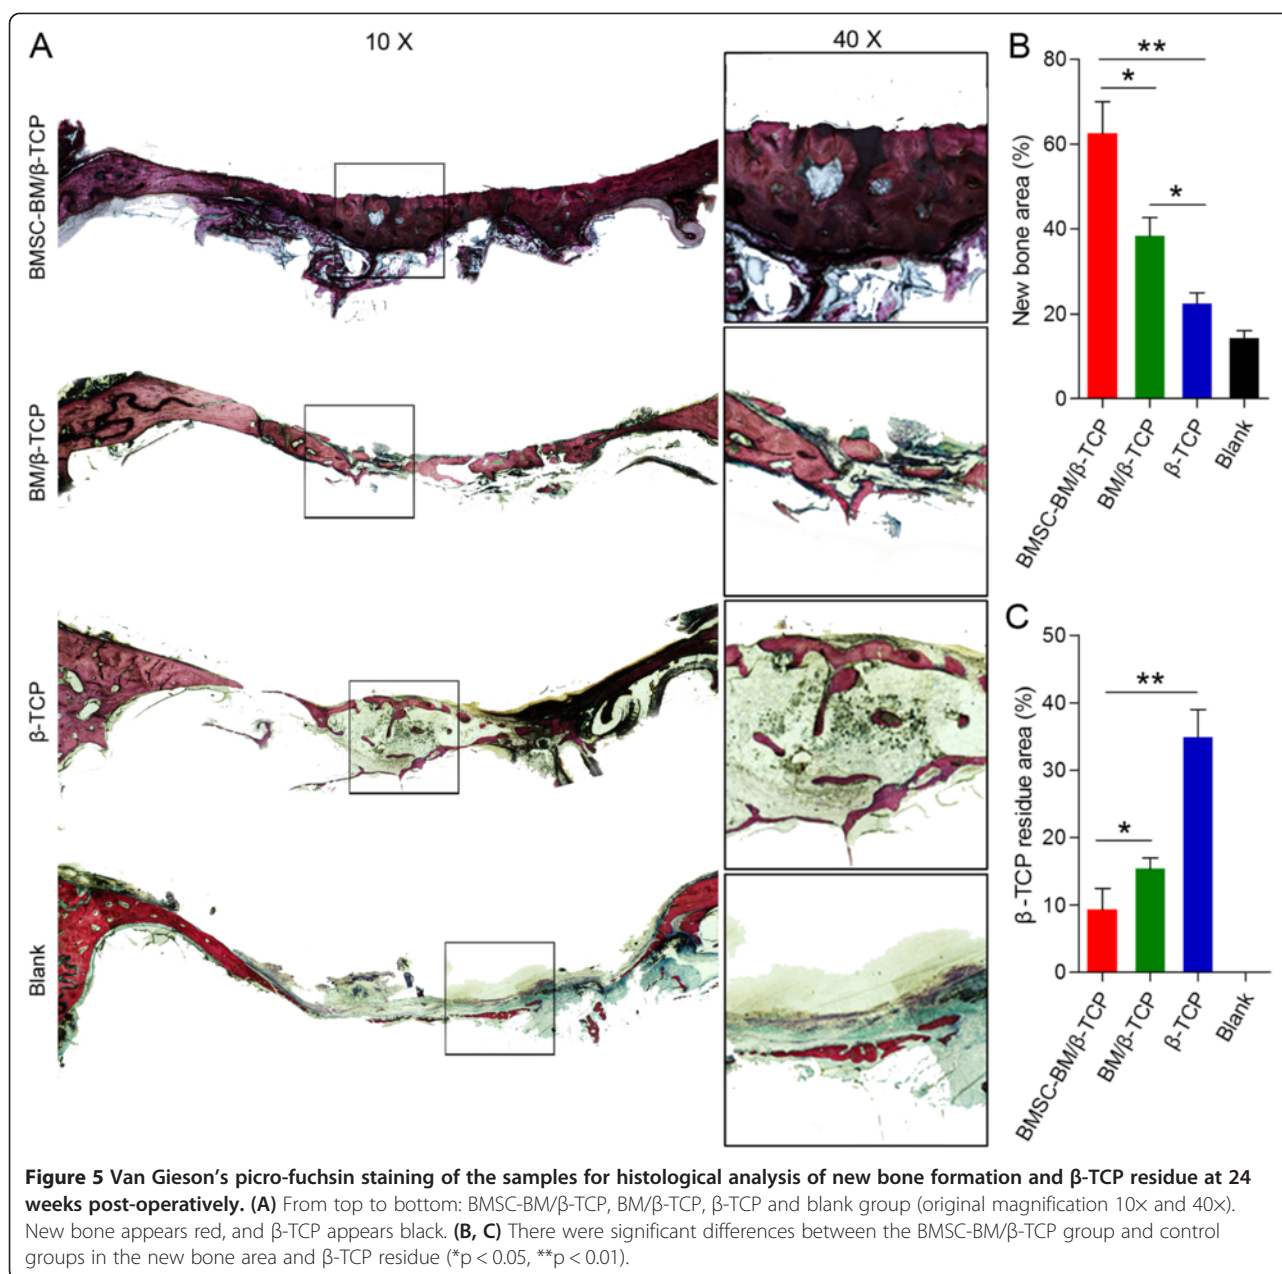 A
10 X
40 X
BMSC-BM/β-TCP
BM/β-TCP
β-TCP
Blank
B
New bone area (%)
80
60
40
20
0
**
*
*
BMSC-BM/β-TCP
BM/β-TCP
β-TCP
Blank
C
β-TCP residue area (%)
50
40
30
20
10
0
**
*
BMSC-BM/β-TCP
BM/β-TCP
β-TCP
Blank
Figure 5 Van Gieson's picro-fuchsin staining of the samples for histological analysis of new bone formation and β-TCP residue at 24
weeks post-operatively. (A) From top to bottom: BMSC-BM/β-TCP, BM/β-TCP, β-TCP and blank group (original magnification 10× and 40×).
New bone appears red, and β-TCP appears black. (B, C) There were significant differences between the BMSC-BM/β-TCP group and control
groups in the new bone area and β-TCP residue (*p < 0.05, **p < 0.01).